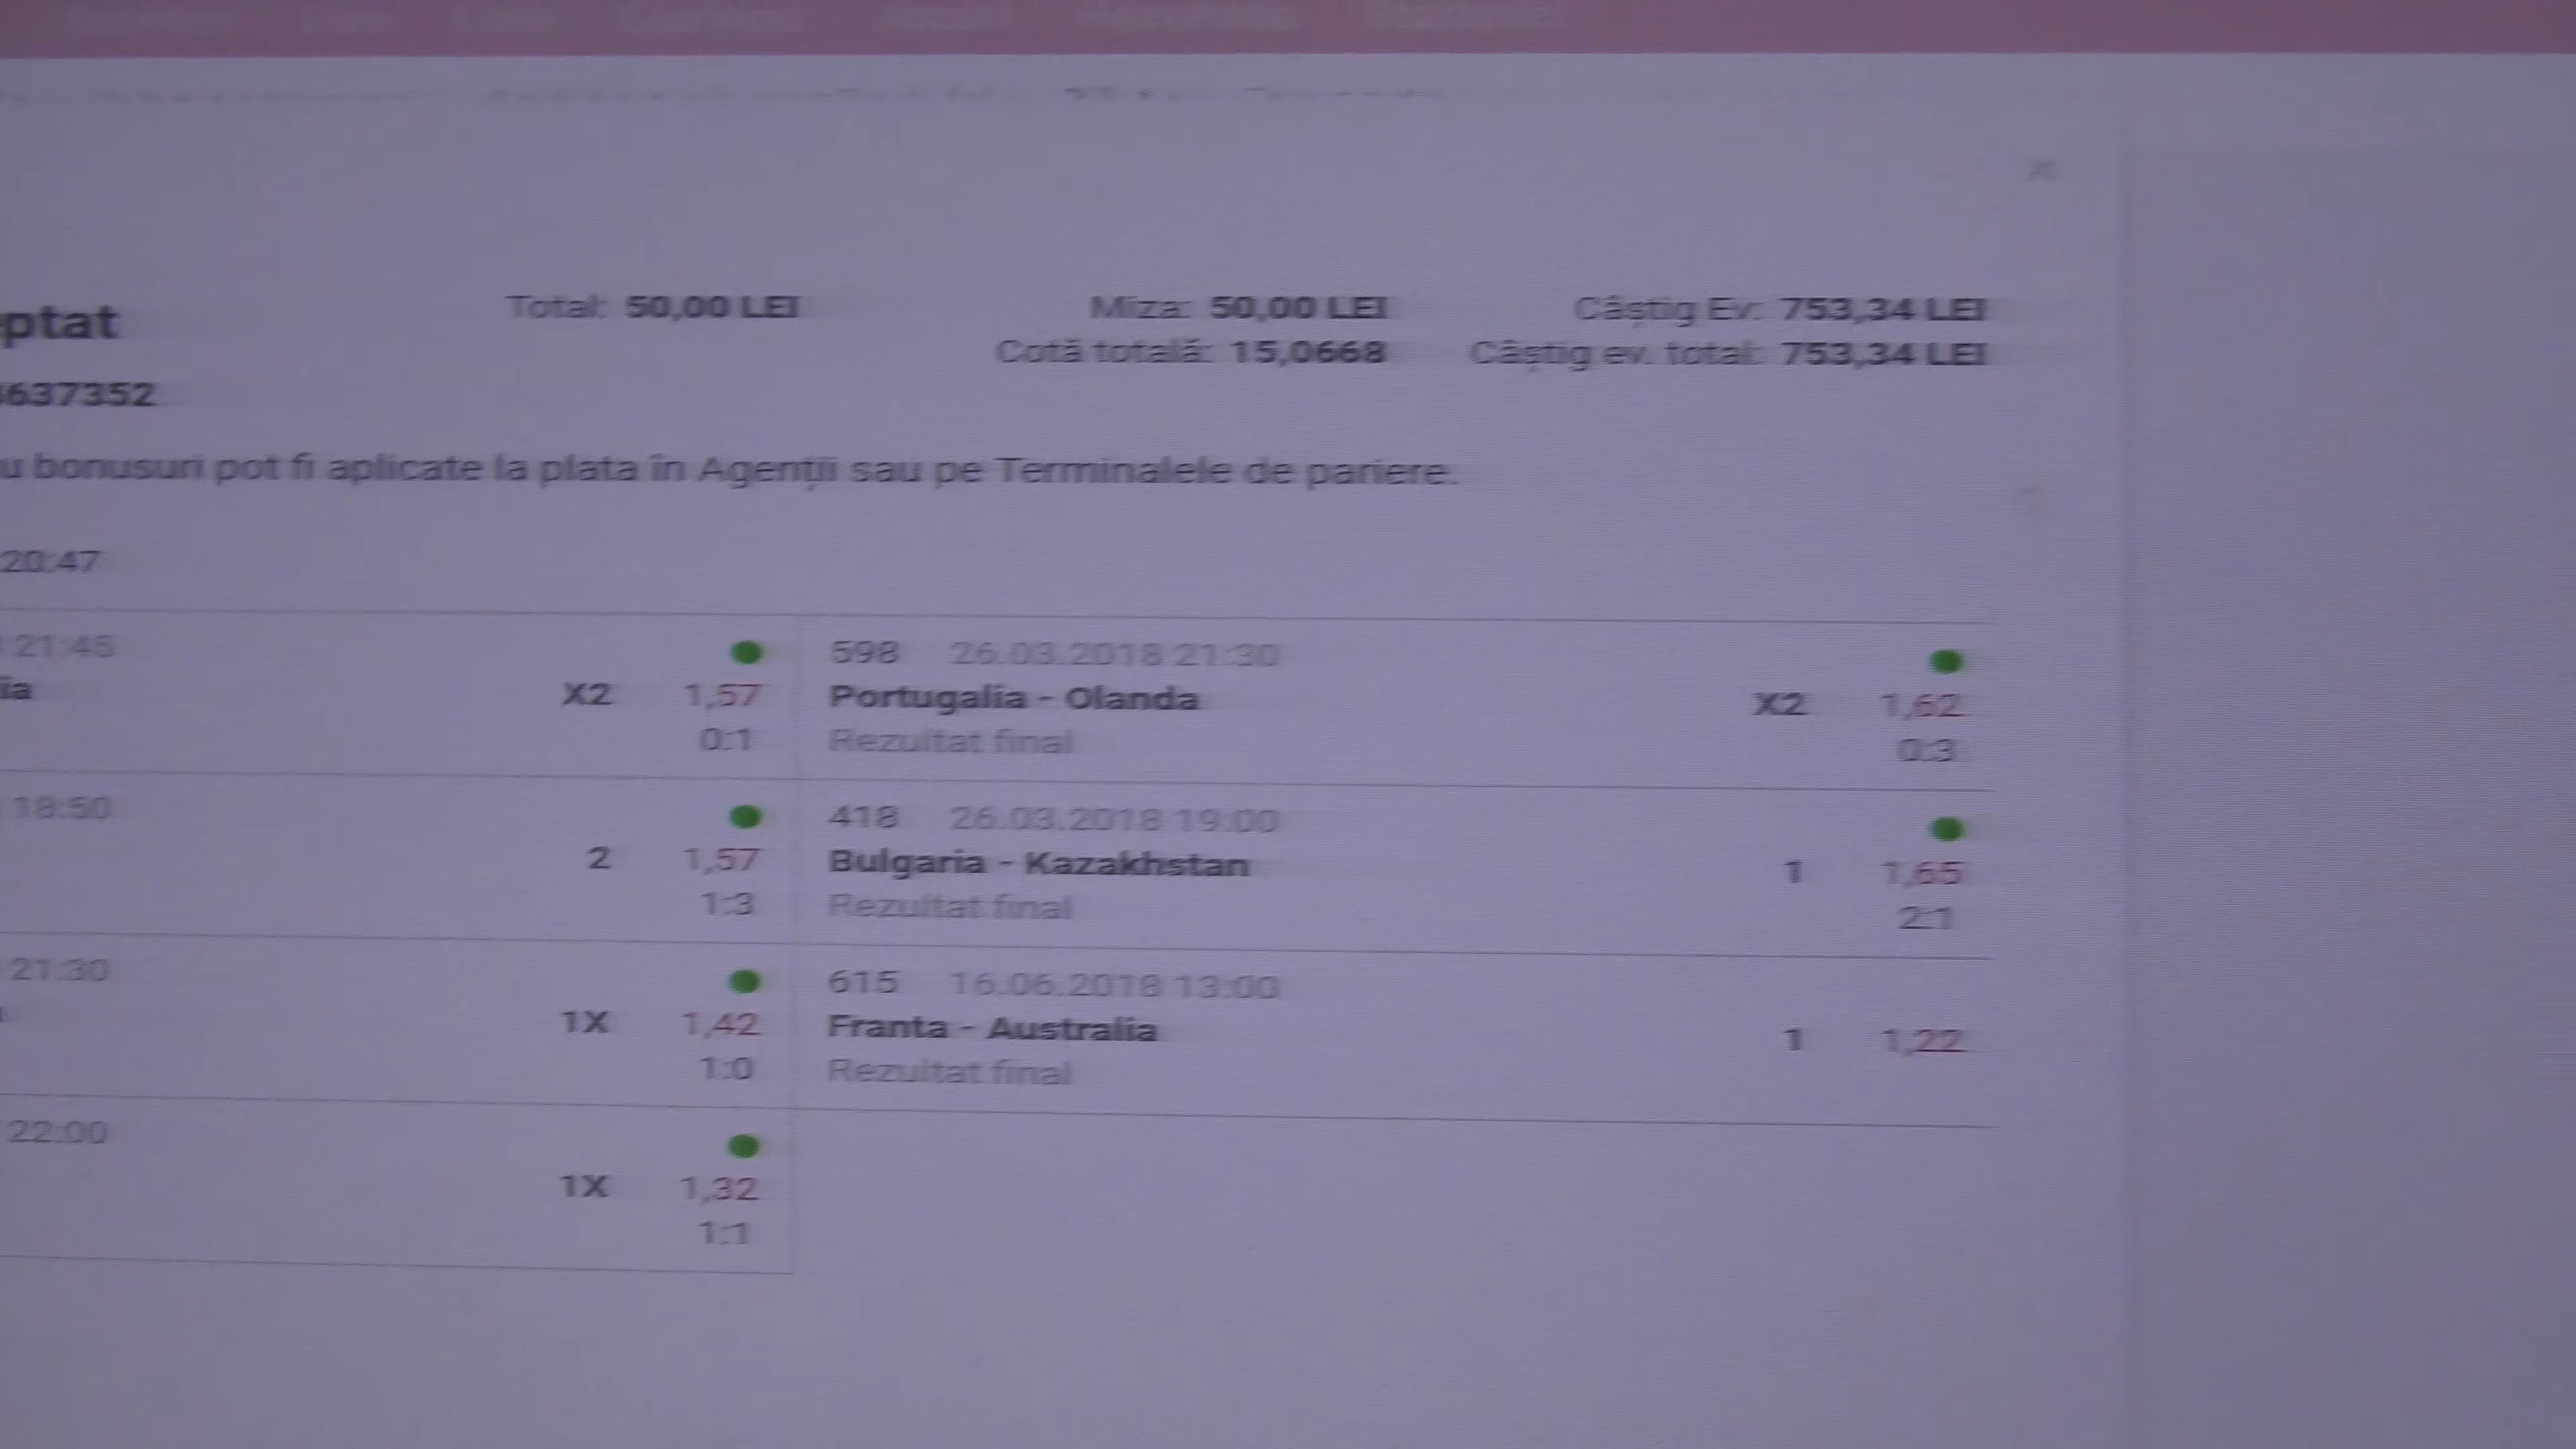 Total: 50,00 LEI
Miza: 50,00 LEI
Câștig Ev: 753,34 LEI
ptat
Cotă totală: 15,0668
Câștig ev. total: 753,34 LEI
637352
u bonusuri pot fi aplicate la plata în Agenții sau pe Terminalele de pariere.
20:47
21:45
ia
X2 1,57
0:1
598 26.03.2018 21:30
Portugalia - Olanda
X2 1,62
Rezultat final
0:3
18:50
2 1,57
1:3
418 26.03.2018 19:00
Bulgaria - Kazakhstan
1 1,65
Rezultat final
2:1
21:30
1X 1,42
1:0
615 16.06.2018 13:00
Franta - Australia
1 1,22
Rezultat final
22:00
1X 1,32
1:1